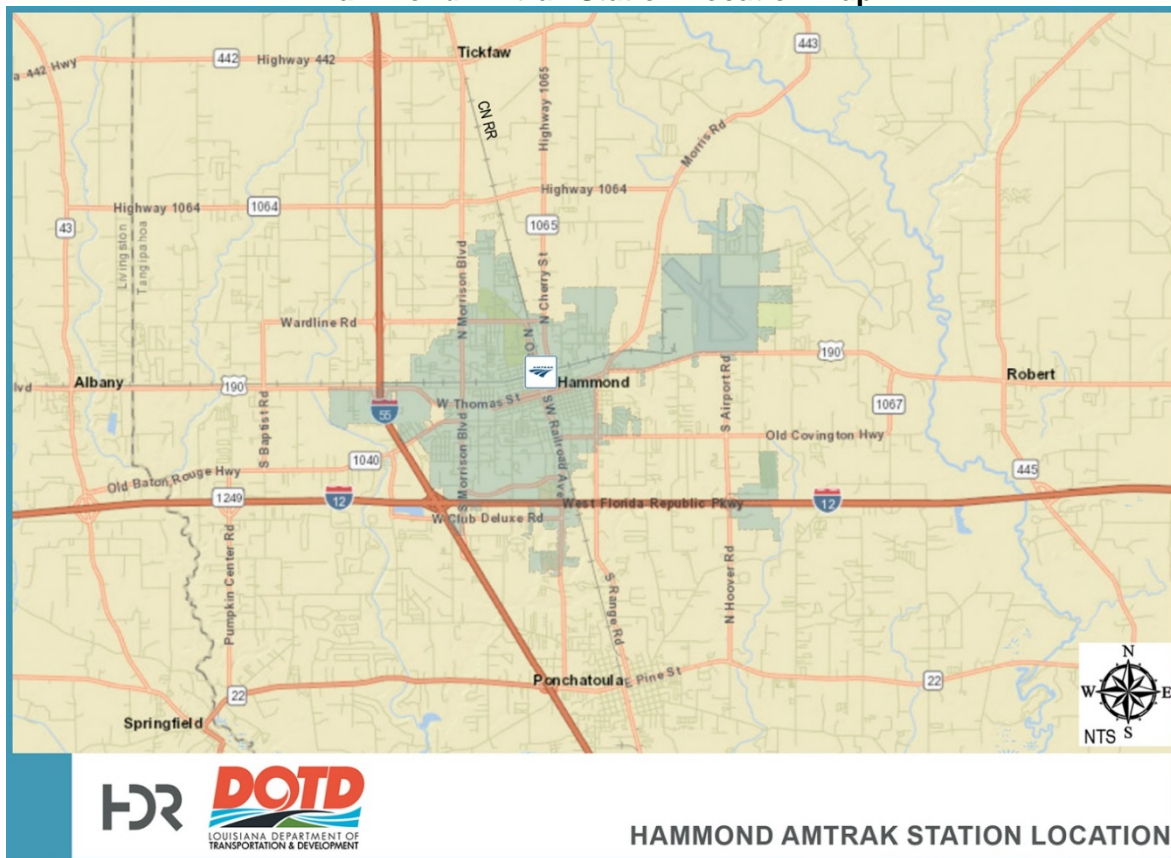 442
Highway 442
Tickfaw
443
a 442 Hwy
CN RR
Highway 1065
Morris Rd
Highway 1064
Highway 1064
1064
1065
43
Livingston
Tangipahoa
N Morrison Blvd
N Cherry St
Wardline Rd
AMTRAK
190
lvd
Albany
190
Hammond
Robert
W Thomas St
55
S Baptist Rd
S Morrison Blvd
SW Railroad Ave
S Airport Rd
1067
Old Covington Hwy
1040
Old Baton Rouge Hwy
445
1249
12
West Florida Republic Pkwy
12
W Club Deluxe Rd
Pumpkin Center Rd
S Range Rd
N Hoover Rd
Ponchatoula
E Pine St
22
22
Springfield
N
W
E
S
NTS
HDR
DOTD
LOUISIANA DEPARTMENT OF
TRANSPORTATION & DEVELOPMENT
HAMMOND AMTRAK STATION LOCATION